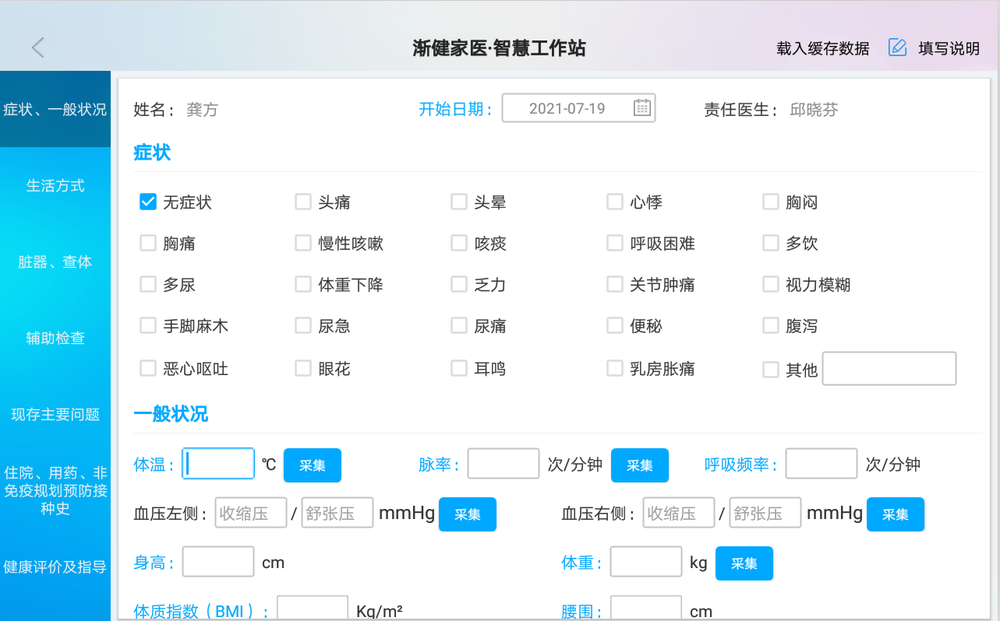 渐健家医·智慧工作站 载入缓存数据 填写说明
症状、一般状况
生活方式
脏器、查体
辅助检查
现存主要问题
住院、用药、非
免疫规划预防接
种史
健康评价及指导
姓名： 龚方 开始日期： 2021-07-19 责任医生： 邱晓芬
症状
无症状 头痛 头晕 心悸 胸闷
胸痛 慢性咳嗽 咳痰 呼吸困难 多饮
多尿 体重下降 乏力 关节肿痛 视力模糊
手脚麻木 尿急 尿痛 便秘 腹泻
恶心呕吐 眼花 耳鸣 乳房胀痛 其他
一般状况
体温： ℃ 采集 脉率： 次/分钟 采集 呼吸频率： 次/分钟
血压左侧： 收缩压 / 舒张压 mmHg 采集 血压右侧： 收缩压 / 舒张压 mmHg 采集
身高： cm 体重： kg 采集
体质指数（BMI）： Kg/m² 腰围： cm